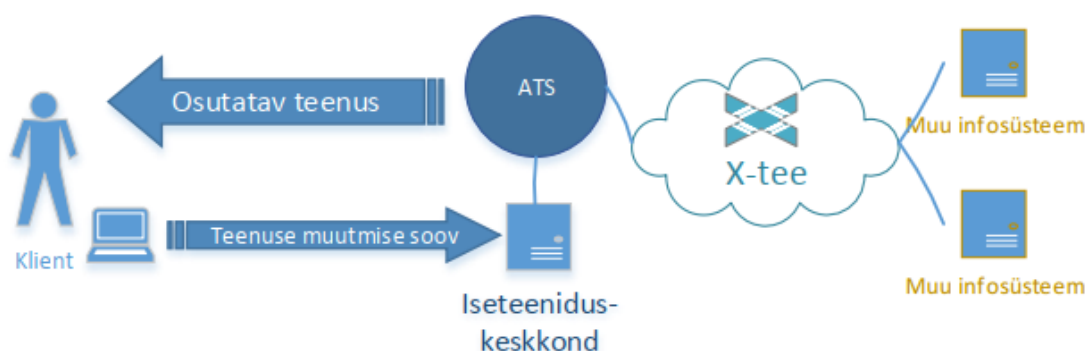 ATS
Osutatav teenus
Muu infosüsteem
X-tee
Teenuse muutmise soov
Klient
Muu infosüsteem
Iseteenidus-
keskkond